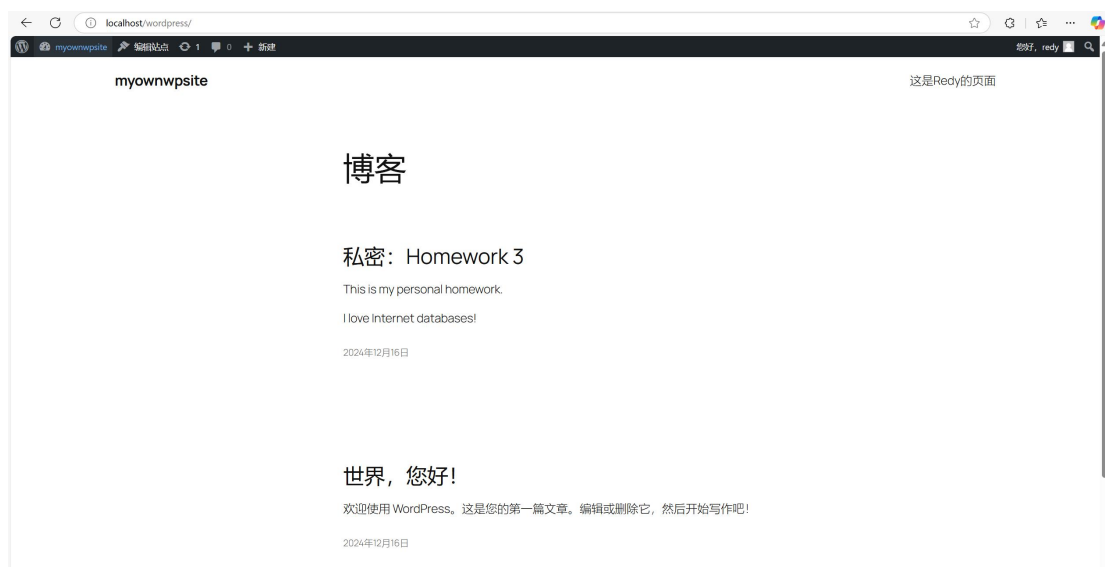 localhost/wordpress/
myownwpsite 编辑站点 1 0 新建 您好，redy
myownwpsite 这是Redy的页面
博客
私密：Homework 3
This is my personal homework.
I love Internet databases!
2024年12月16日
世界，您好！
欢迎使用 WordPress。这是您的第一篇文章。编辑或删除它，然后开始写作吧！
2024年12月16日